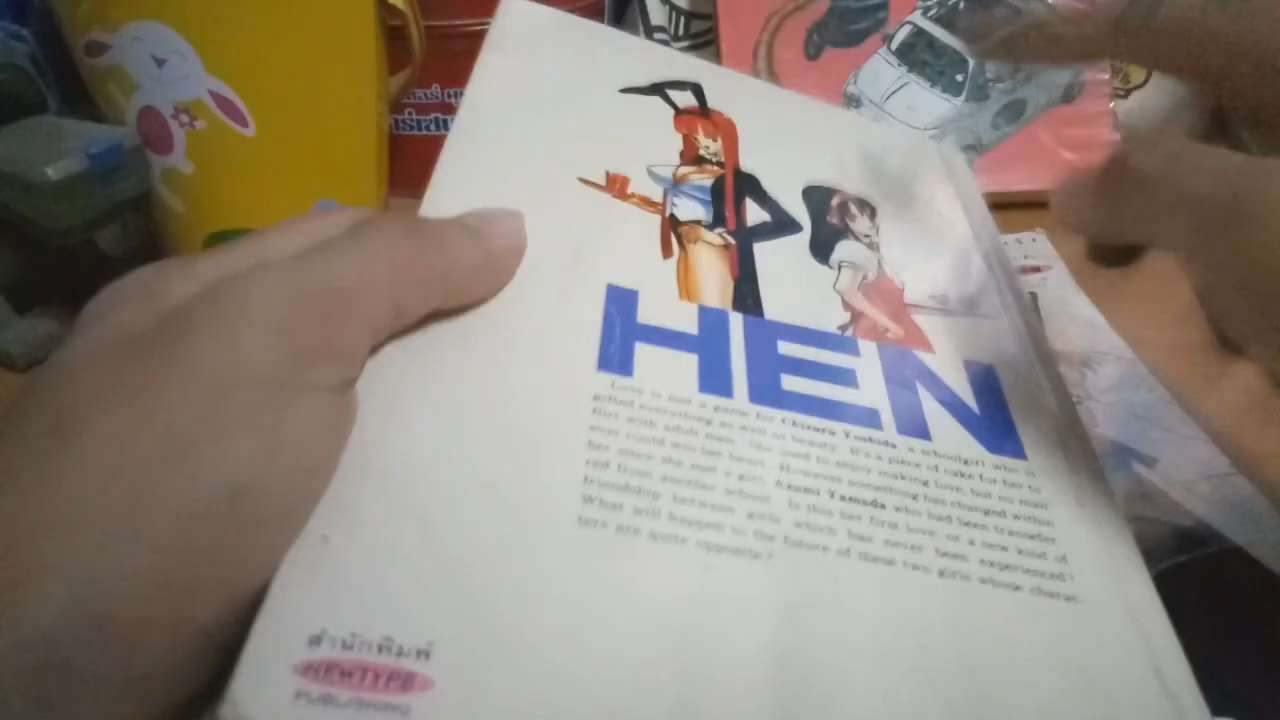 HEN
Love is not a game for Chizuru Yoshida, a schoolgirl who is
gifted everything as well as beauty. It's a piece of cake for her to
flirt with adult men. She used to enjoy making love, but no man
ever could win her heart. However something has changed within
her since she met a girl, Azumi Yamada who had been transfer
red from another school. Is this her first love or a new kind of
friendship between girls which has never been experienced?
What will happen to the future of these two girls whose charac-
ters are quite opposite?
สำนักพิมพ์
NEWTYPE
PUBLISHING